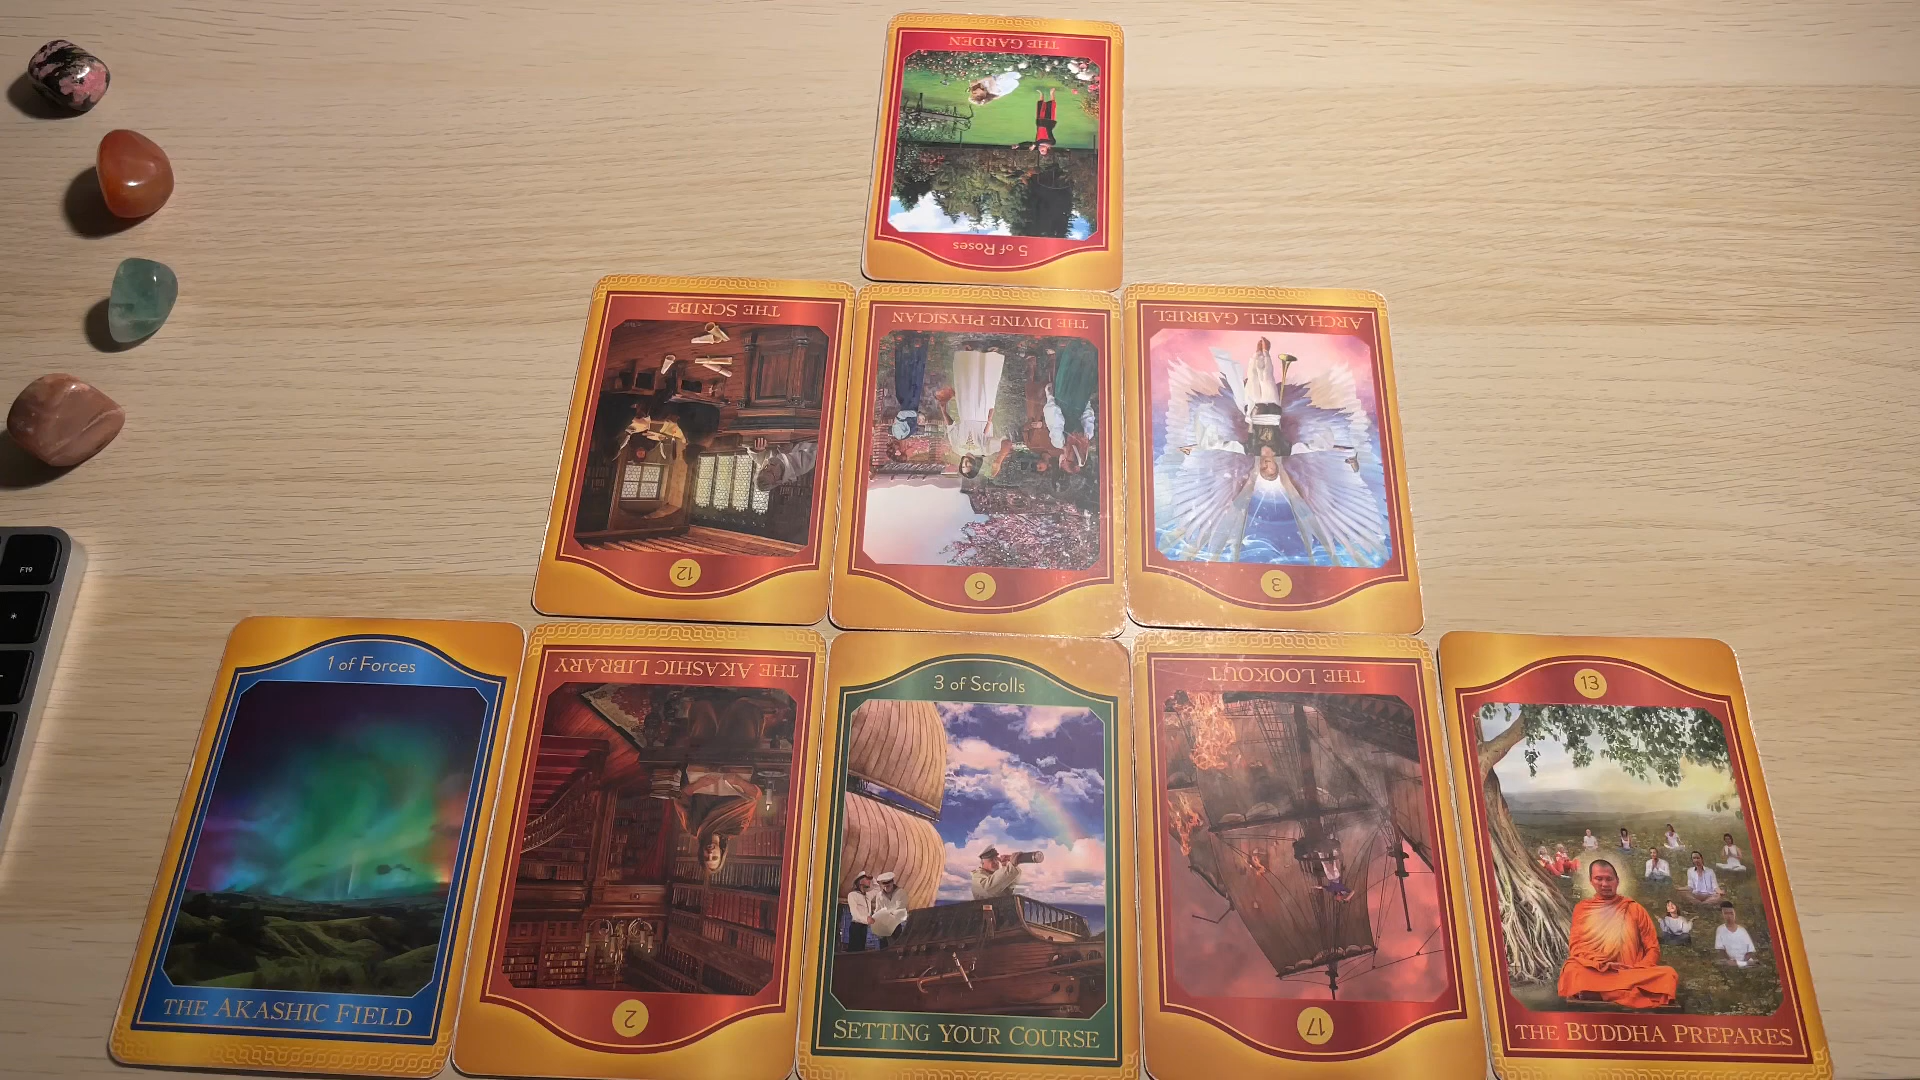 THE GARDEN
5 of Roses
THE SCRIBE
12
THE DIVINE PHYSICIAN
6
ARCHANGEL GABRIEL
3
F19
*
-
1 of Forces
THE AKASHIC FIELD
THE AKASHIC LIBRARY
2
3 of Scrolls
SETTING YOUR COURSE
THE LOOKOUT
17
13
THE BUDDHA PREPARES